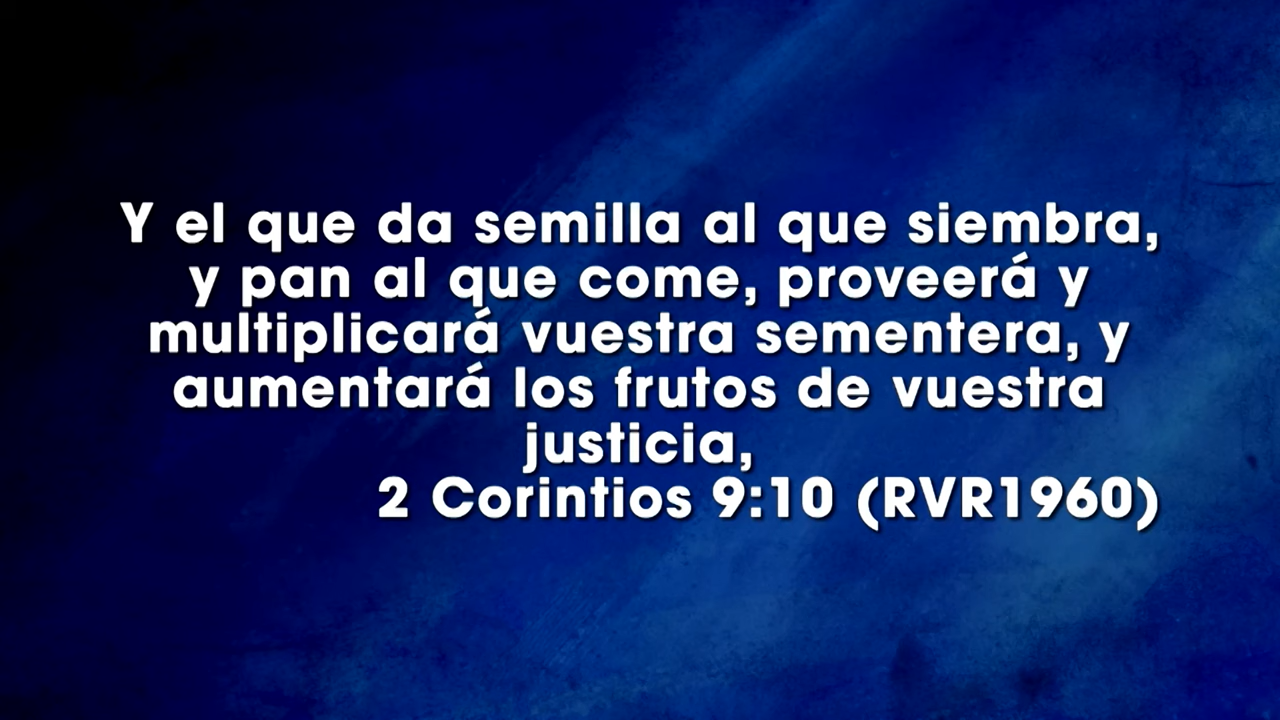 Y el que da semilla al que siembra,
y pan al que come, proveerá y
multiplicará vuestra sementera, y
aumentará los frutos de vuestra
justicia,
2 Corintios 9:10 (RVR1960)